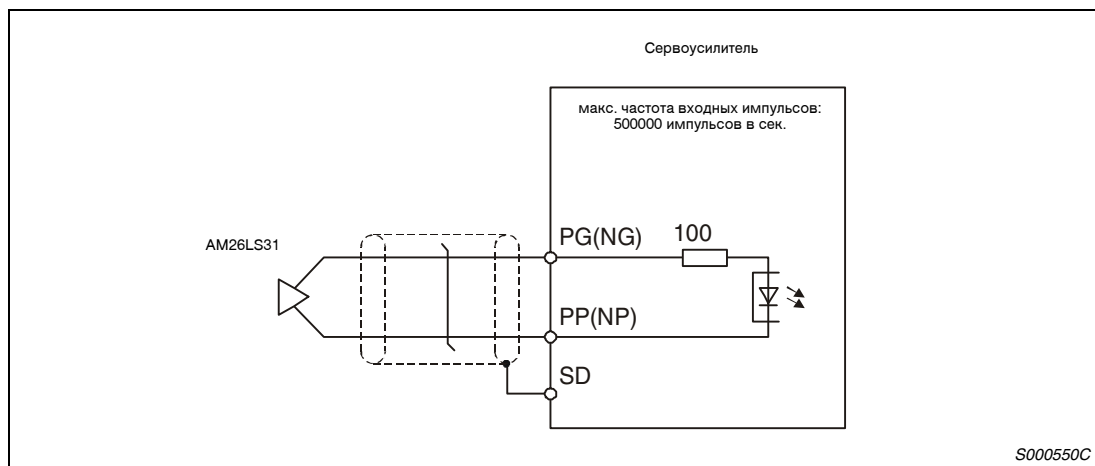 Сервоусилитель
макс. частота входных импульсов:
500000 импульсов в сек.
AM26LS31
PG(NG)
100
PP(NP)
SD
S000550C